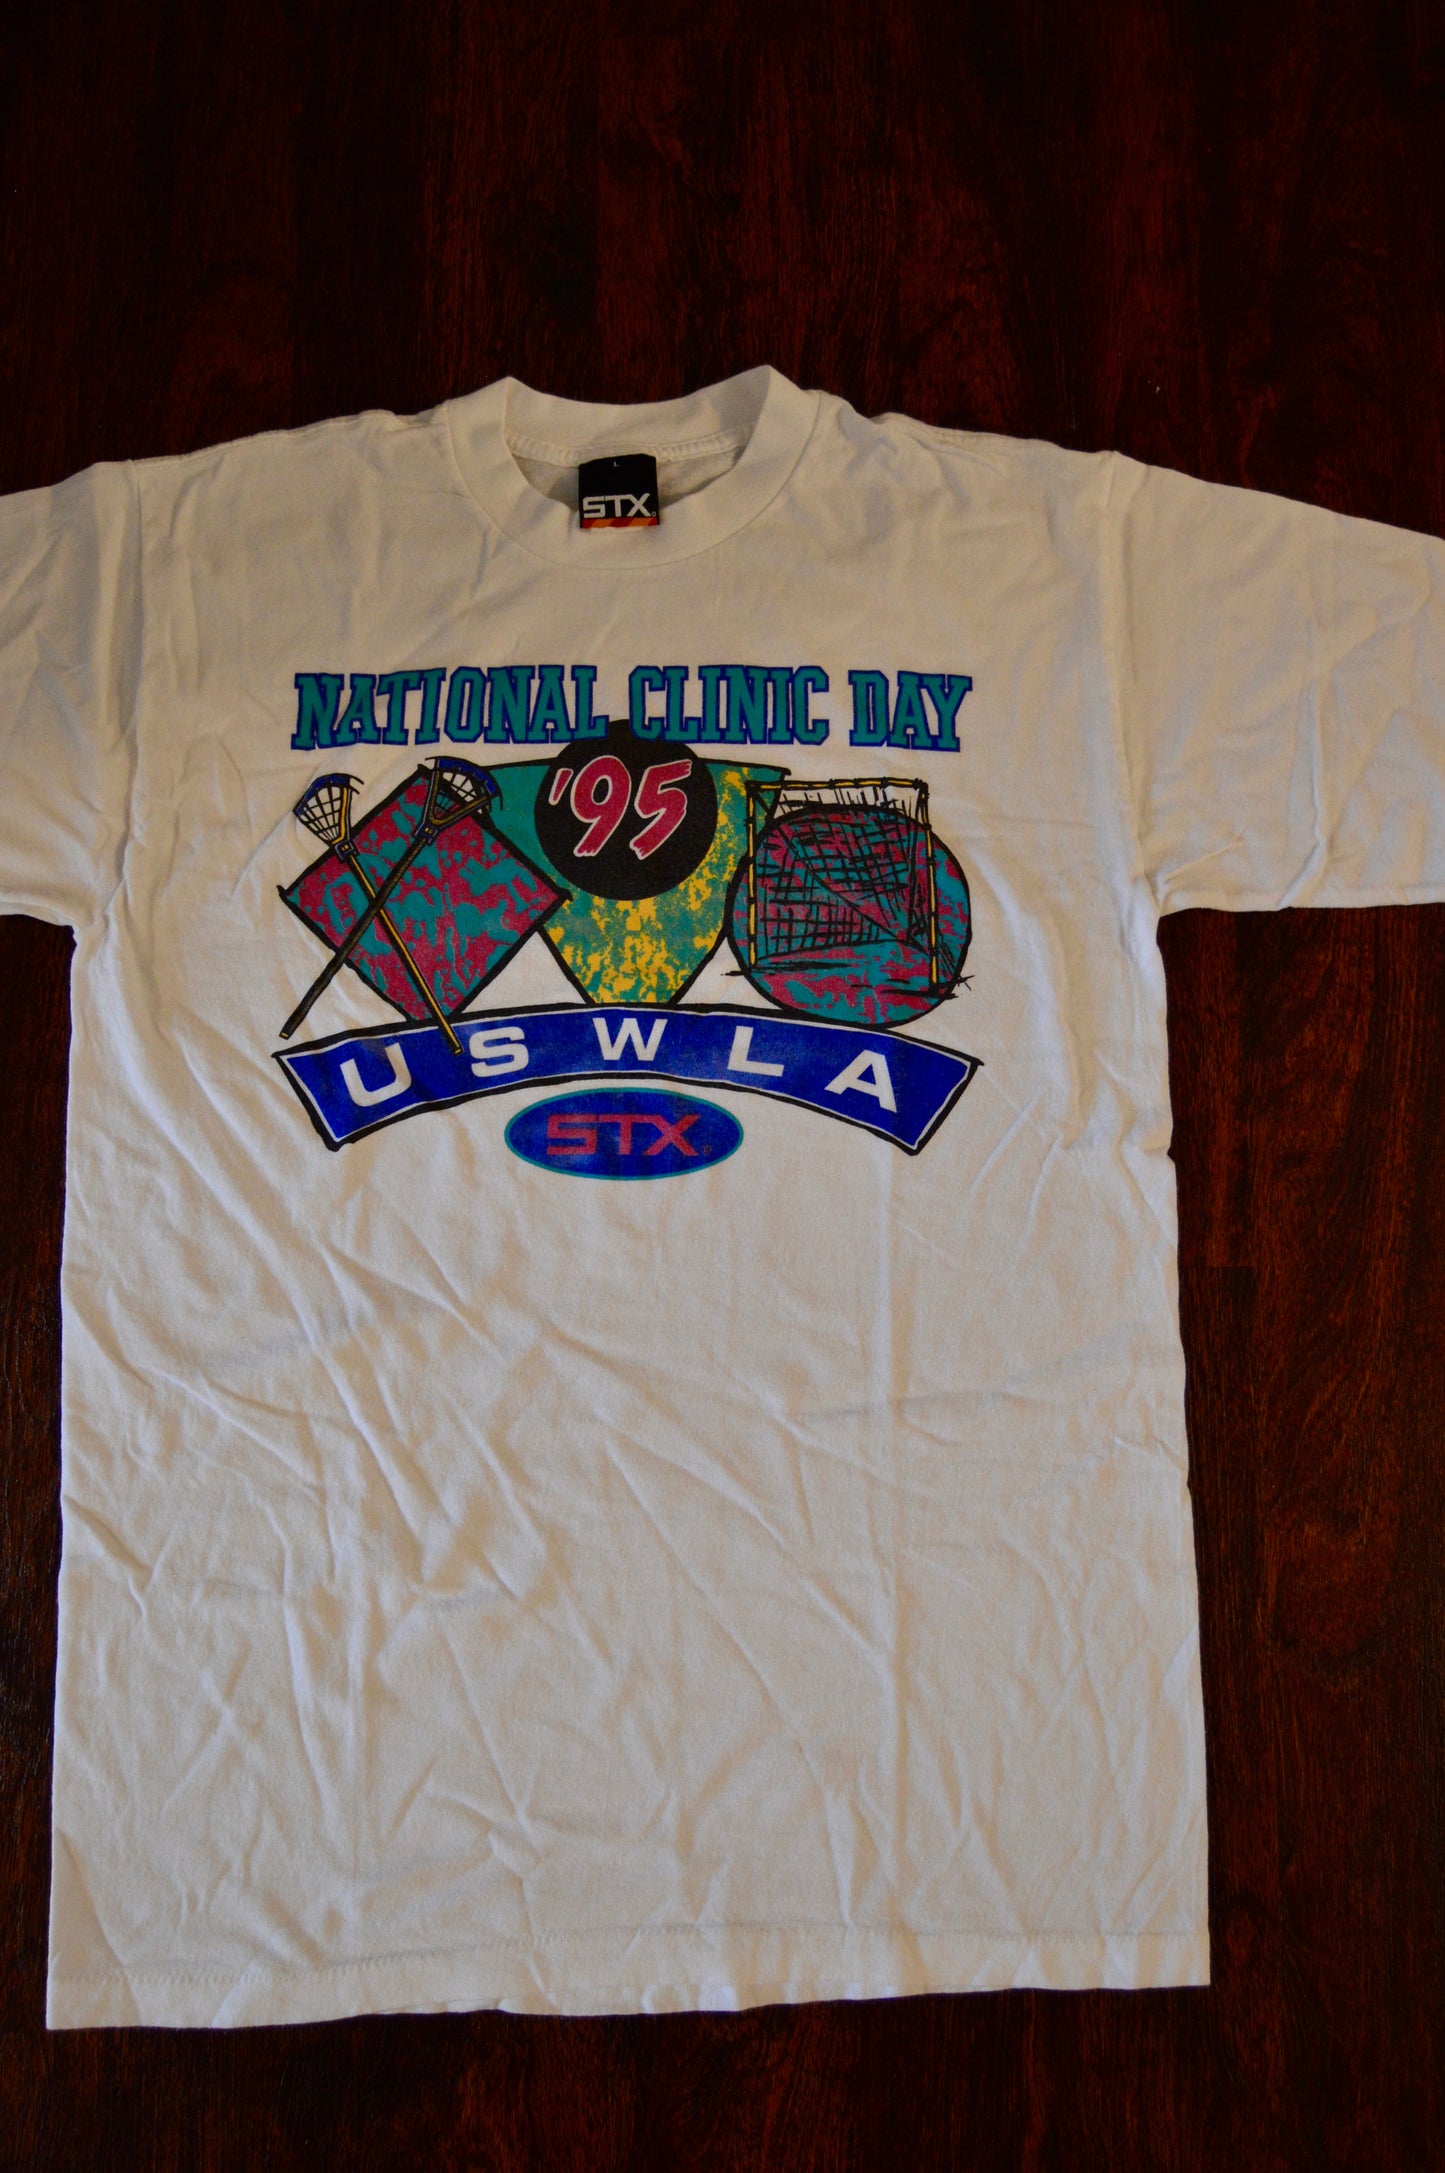 L
STX
NATIONAL CLINIC DAY
'95
USWLA
STX